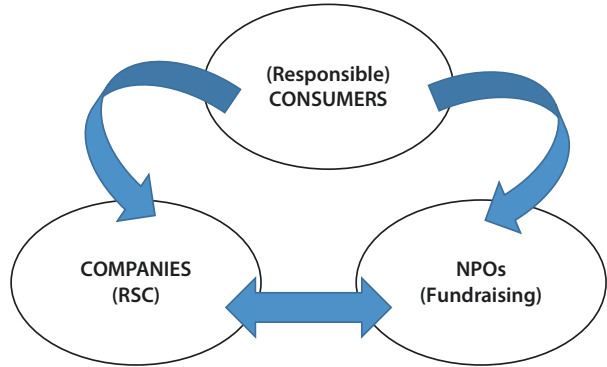 (Responsible)
CONSUMERS
COMPANIES
(RSC)
NPOs
(Fundraising)